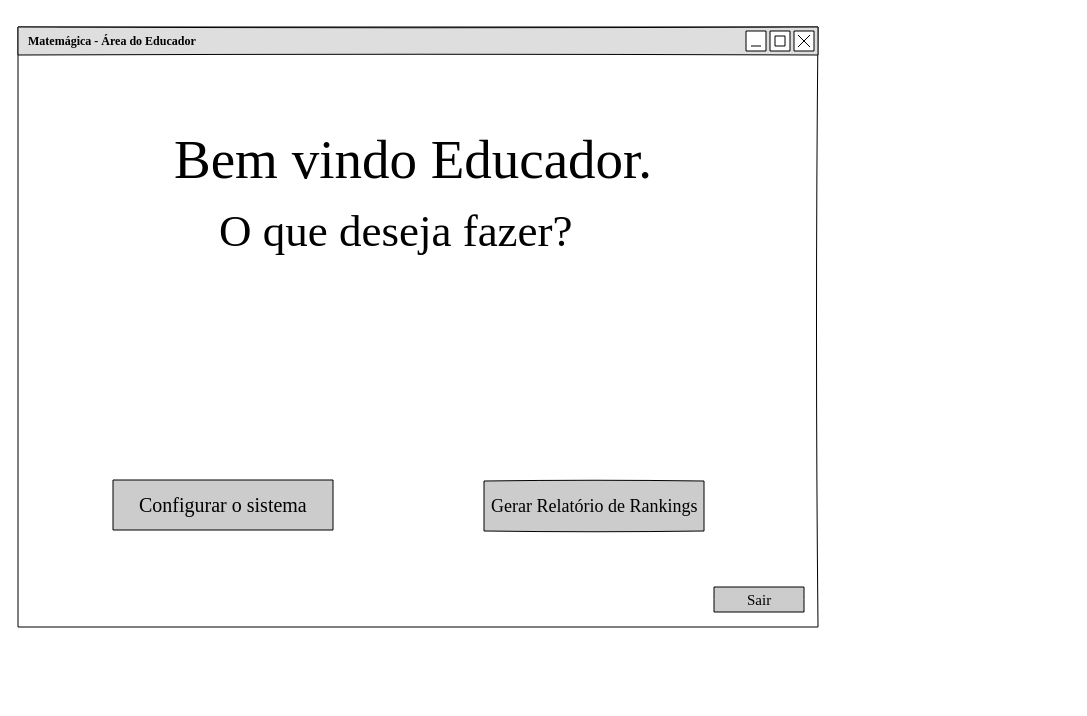 Matemágica - Área do Educador
Bem vindo Educador.
O que deseja fazer?
Configurar o sistema
Gerar Relatório de Rankings
Sair